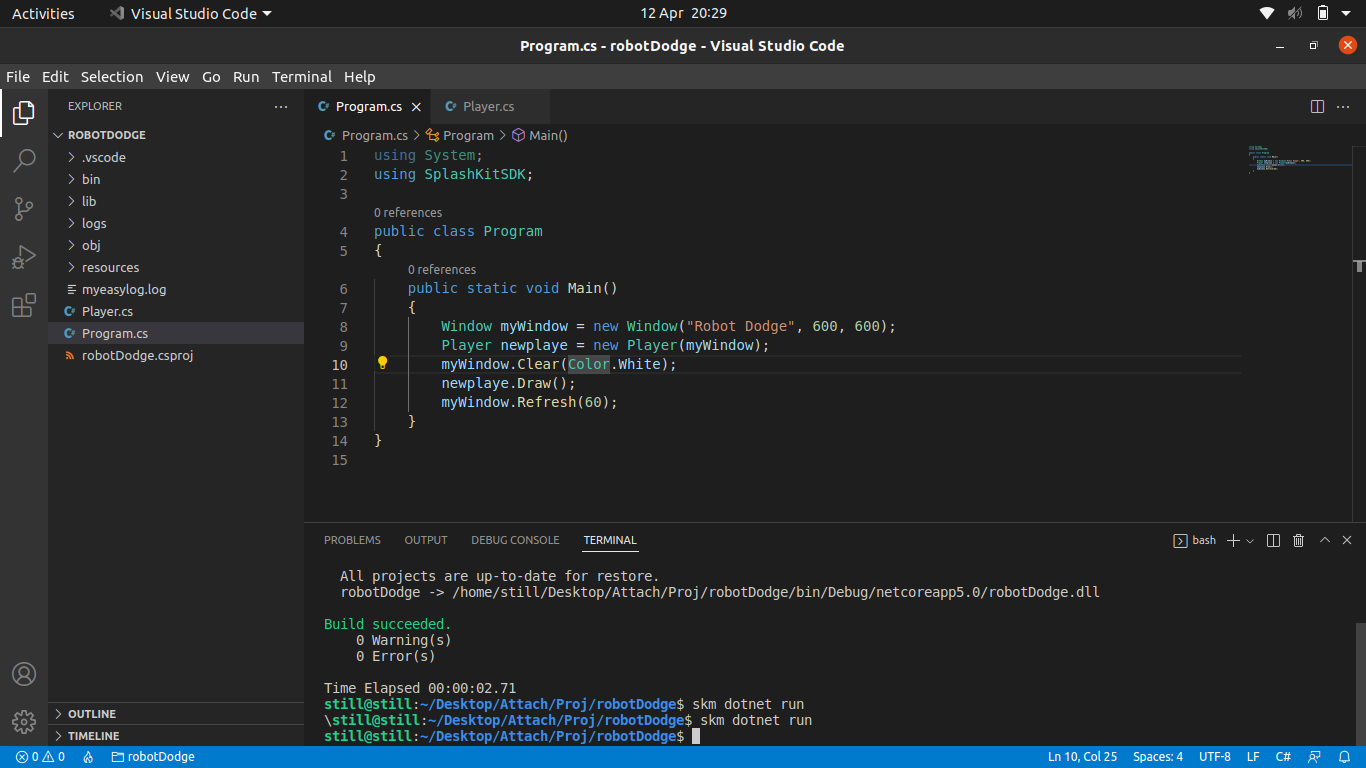 Activities
Visual Studio Code
12 Apr 20:29
Program.cs - robotDodge - Visual Studio Code
File Edit Selection View Go Run Terminal Help
EXPLORER
ROBOTDODGE
.vscode
bin
lib
logs
obj
resources
myeasylog.log
Player.cs
Program.cs
robotDodge.csproj
OUTLINE
TIMELINE
Program.cs
Player.cs
Program.cs > Program > Main()
1 using System;
2 using SplashKitSDK;
3
0 references
4 public class Program
5 {
0 references
6 public static void Main()
7 {
8 Window myWindow = new Window("Robot Dodge", 600, 600);
9 Player newplaye = new Player(myWindow);
10 myWindow.Clear(Color.White);
11 newplaye.Draw();
12 myWindow.Refresh(60);
13 }
14 }
15
PROBLEMS OUTPUT DEBUG CONSOLE TERMINAL
bash
All projects are up-to-date for restore.
robotDodge -> /home/still/Desktop/Attach/Proj/robotDodge/bin/Debug/netcoreapp5.0/robotDodge.dll
Build succeeded.
0 Warning(s)
0 Error(s)
Time Elapsed 00:00:02.71
still@still:~/Desktop/Attach/Proj/robotDodge$ skm dotnet run
\still@still:~/Desktop/Attach/Proj/robotDodge$ skm dotnet run
still@still:~/Desktop/Attach/Proj/robotDodge$
0 0 robotDodge
Ln 10, Col 25 Spaces: 4 UTF-8 LF C#